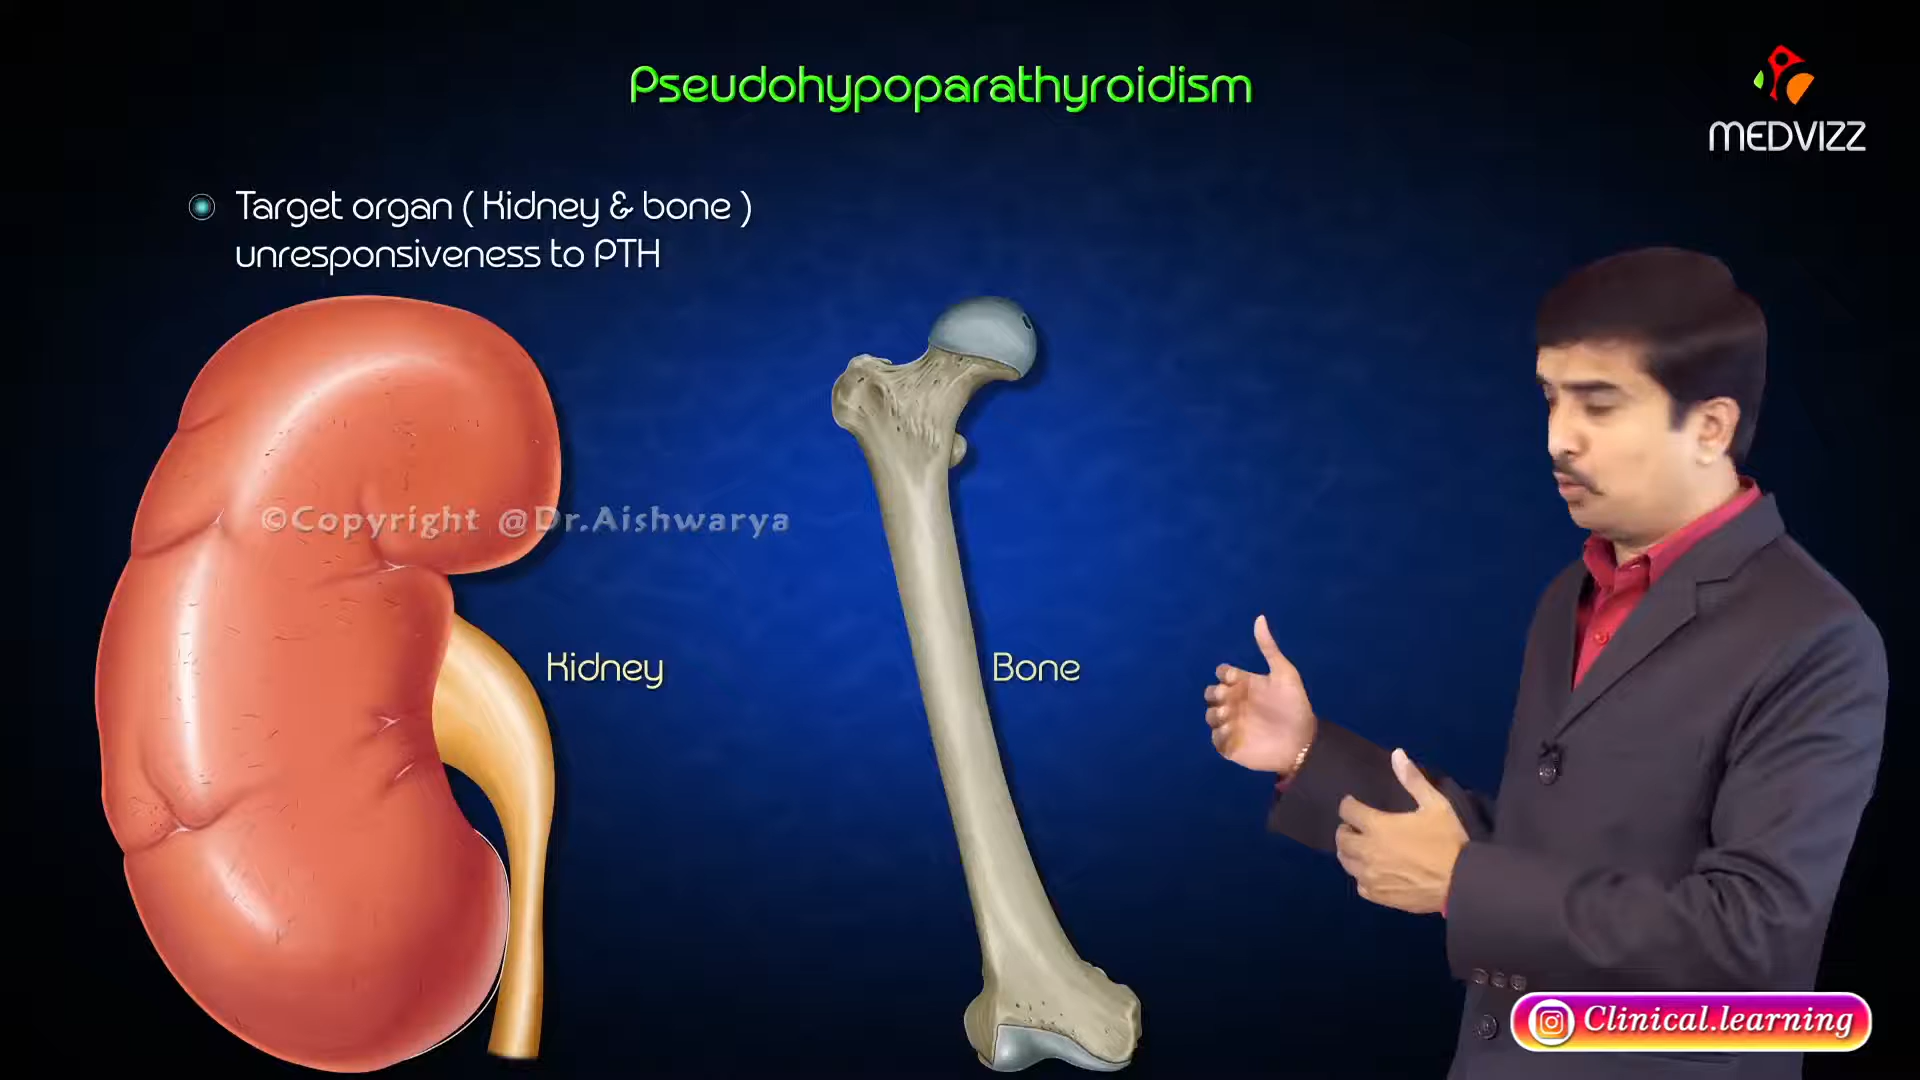 Pseudohypoparathyroidism
MEDVIZZ
Target organ ( Kidney & bone )
unresponsiveness to PTH
©Copyright @Dr.Aishwarya
Kidney
Bone
Clinical.learning